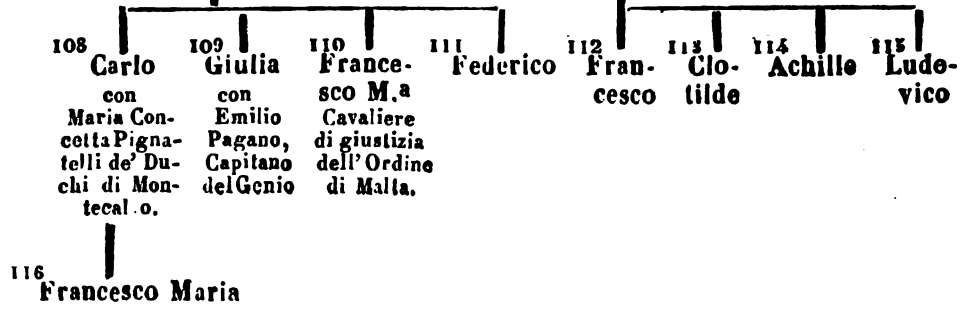 108 Carlo
con
Maria Con-
cetta Pigna-
telli de' Du-
chi di Mon-
tecal.o.
109 Giulia
con
Emilio
Pagano,
Capitano
del Genio
110 France-
sco M.a
Cavaliere
di giustizia
dell'Ordine
di Malta.
111 Federico
112 Fran-
cesco
113 Clo-
tilde
114 Achille
115 Lude-
vico
116
Francesco Maria